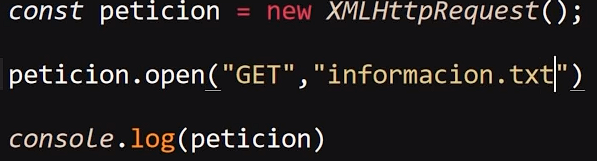 const peticion = new XMLHttpRequest();
peticion.open("GET","informacion.txt")
console.log(peticion)